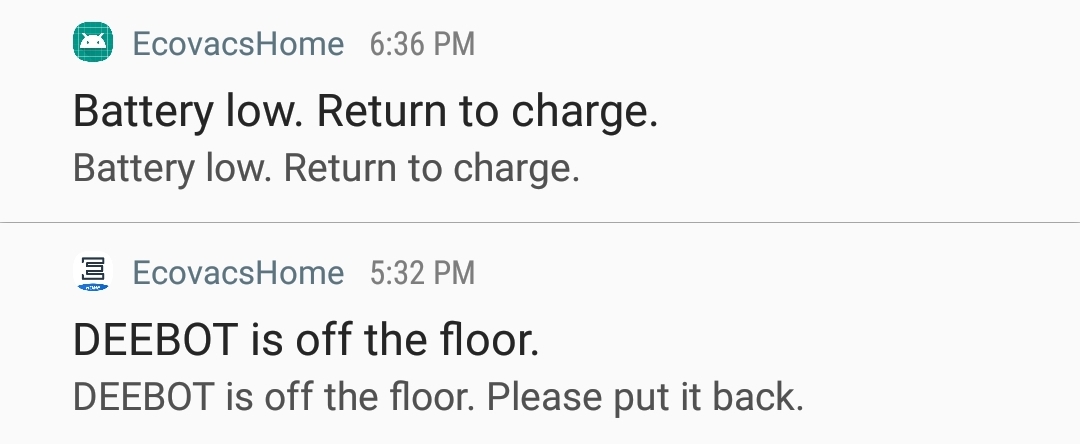 EcovacsHome 6:36 PM
Battery low. Return to charge.
Battery low. Return to charge.
EcovacsHome 5:32 PM
DEEBOT is off the floor.
DEEBOT is off the floor. Please put it back.